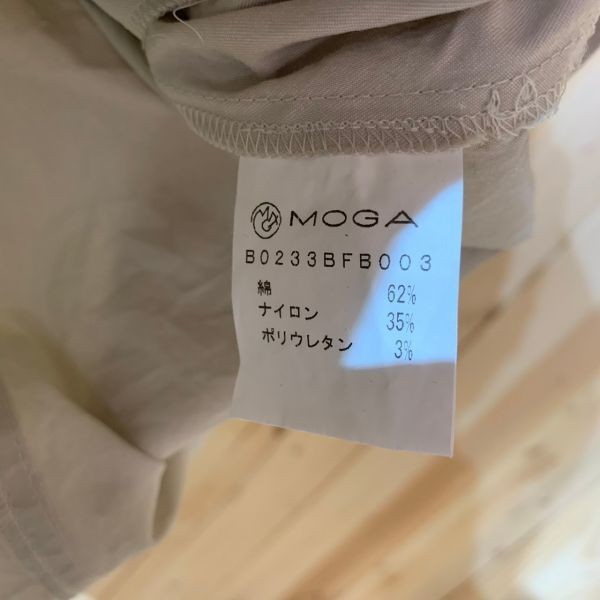 MOGA
B0233BFB003
綿 62%
ナイロン 35%
ポリウレタン 3%